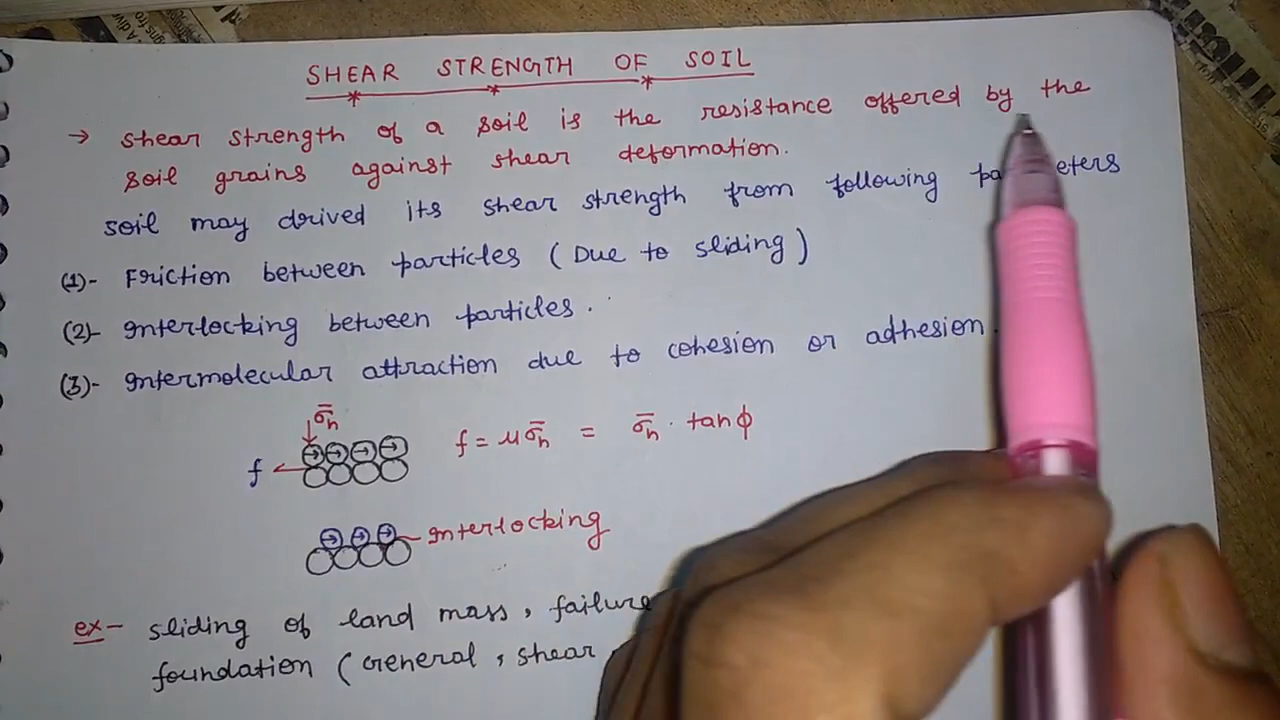 SHEAR STRENGTH OF SOIL
→ shear strength of a soil is the resistance offered by the
soil grains against shear deformation.
soil may drived its shear strength from following pa eters
(1)- Friction between particles (Due to sliding)
(2)- Interlocking between particles.
(3)- Intermolecular attraction due to cohesion or adhesion.
σ̄n
f = μσ̄n = σ̄n · tanϕ
f
Interlocking
ex- sliding of land mass, failure
foundation (General, shear